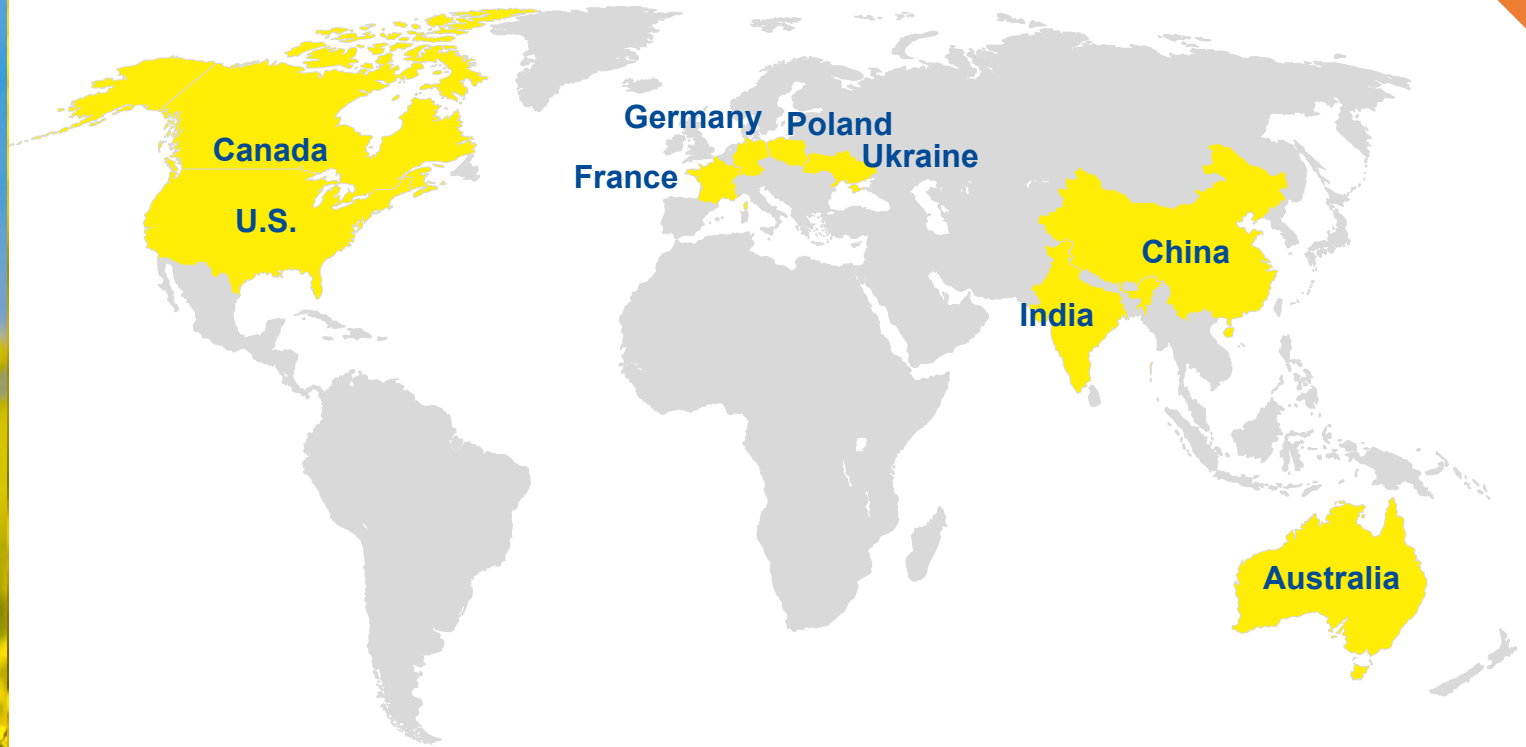 Germany
Poland
Canada
Ukraine
France
U.S.
China
India
Australia